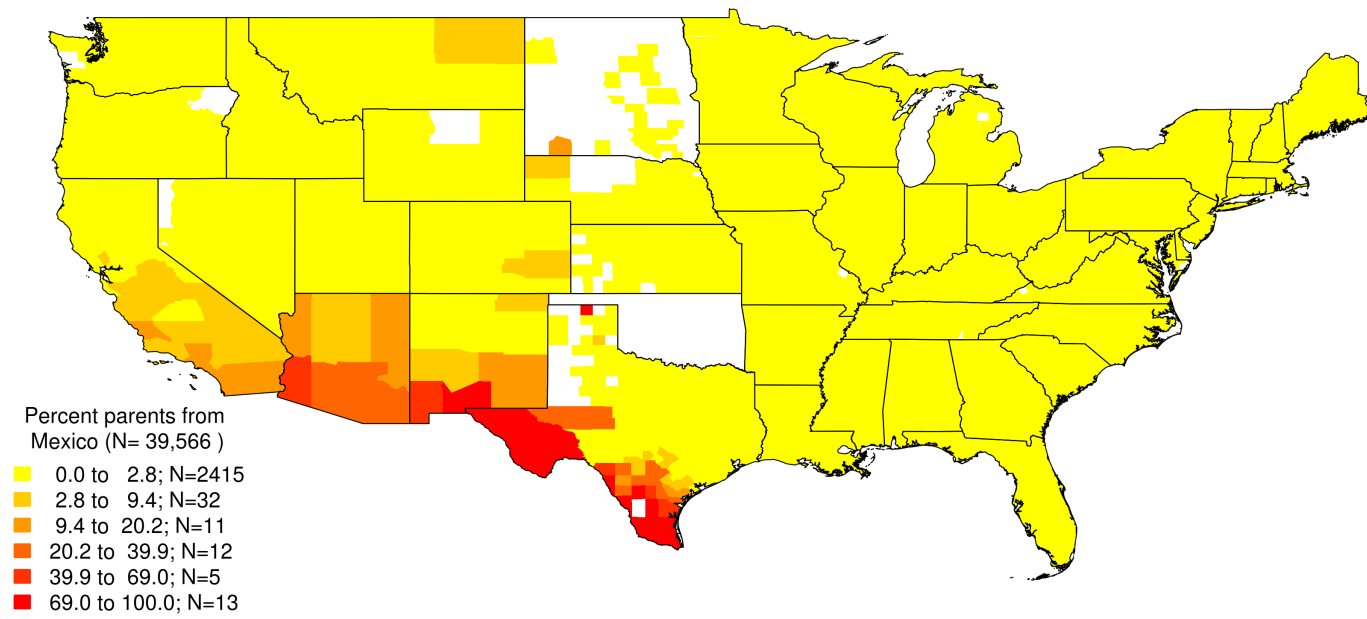 Percent parents from
Mexico (N= 39,566 )
0.0 to 2.8; N=2415
2.8 to 9.4; N=32
9.4 to 20.2; N=11
20.2 to 39.9; N=12
39.9 to 69.0; N=5
69.0 to 100.0; N=13